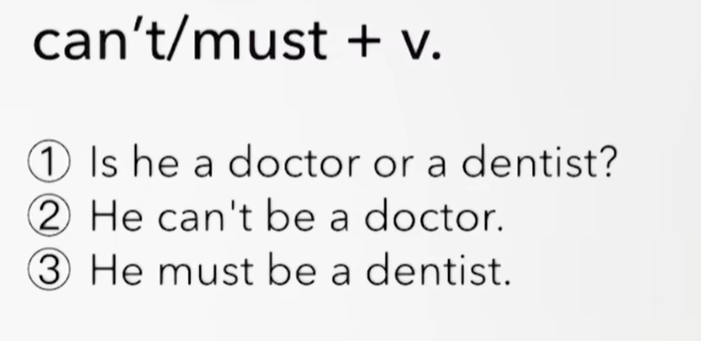 can't/must + v.
① Is he a doctor or a dentist?
② He can't be a doctor.
③ He must be a dentist.